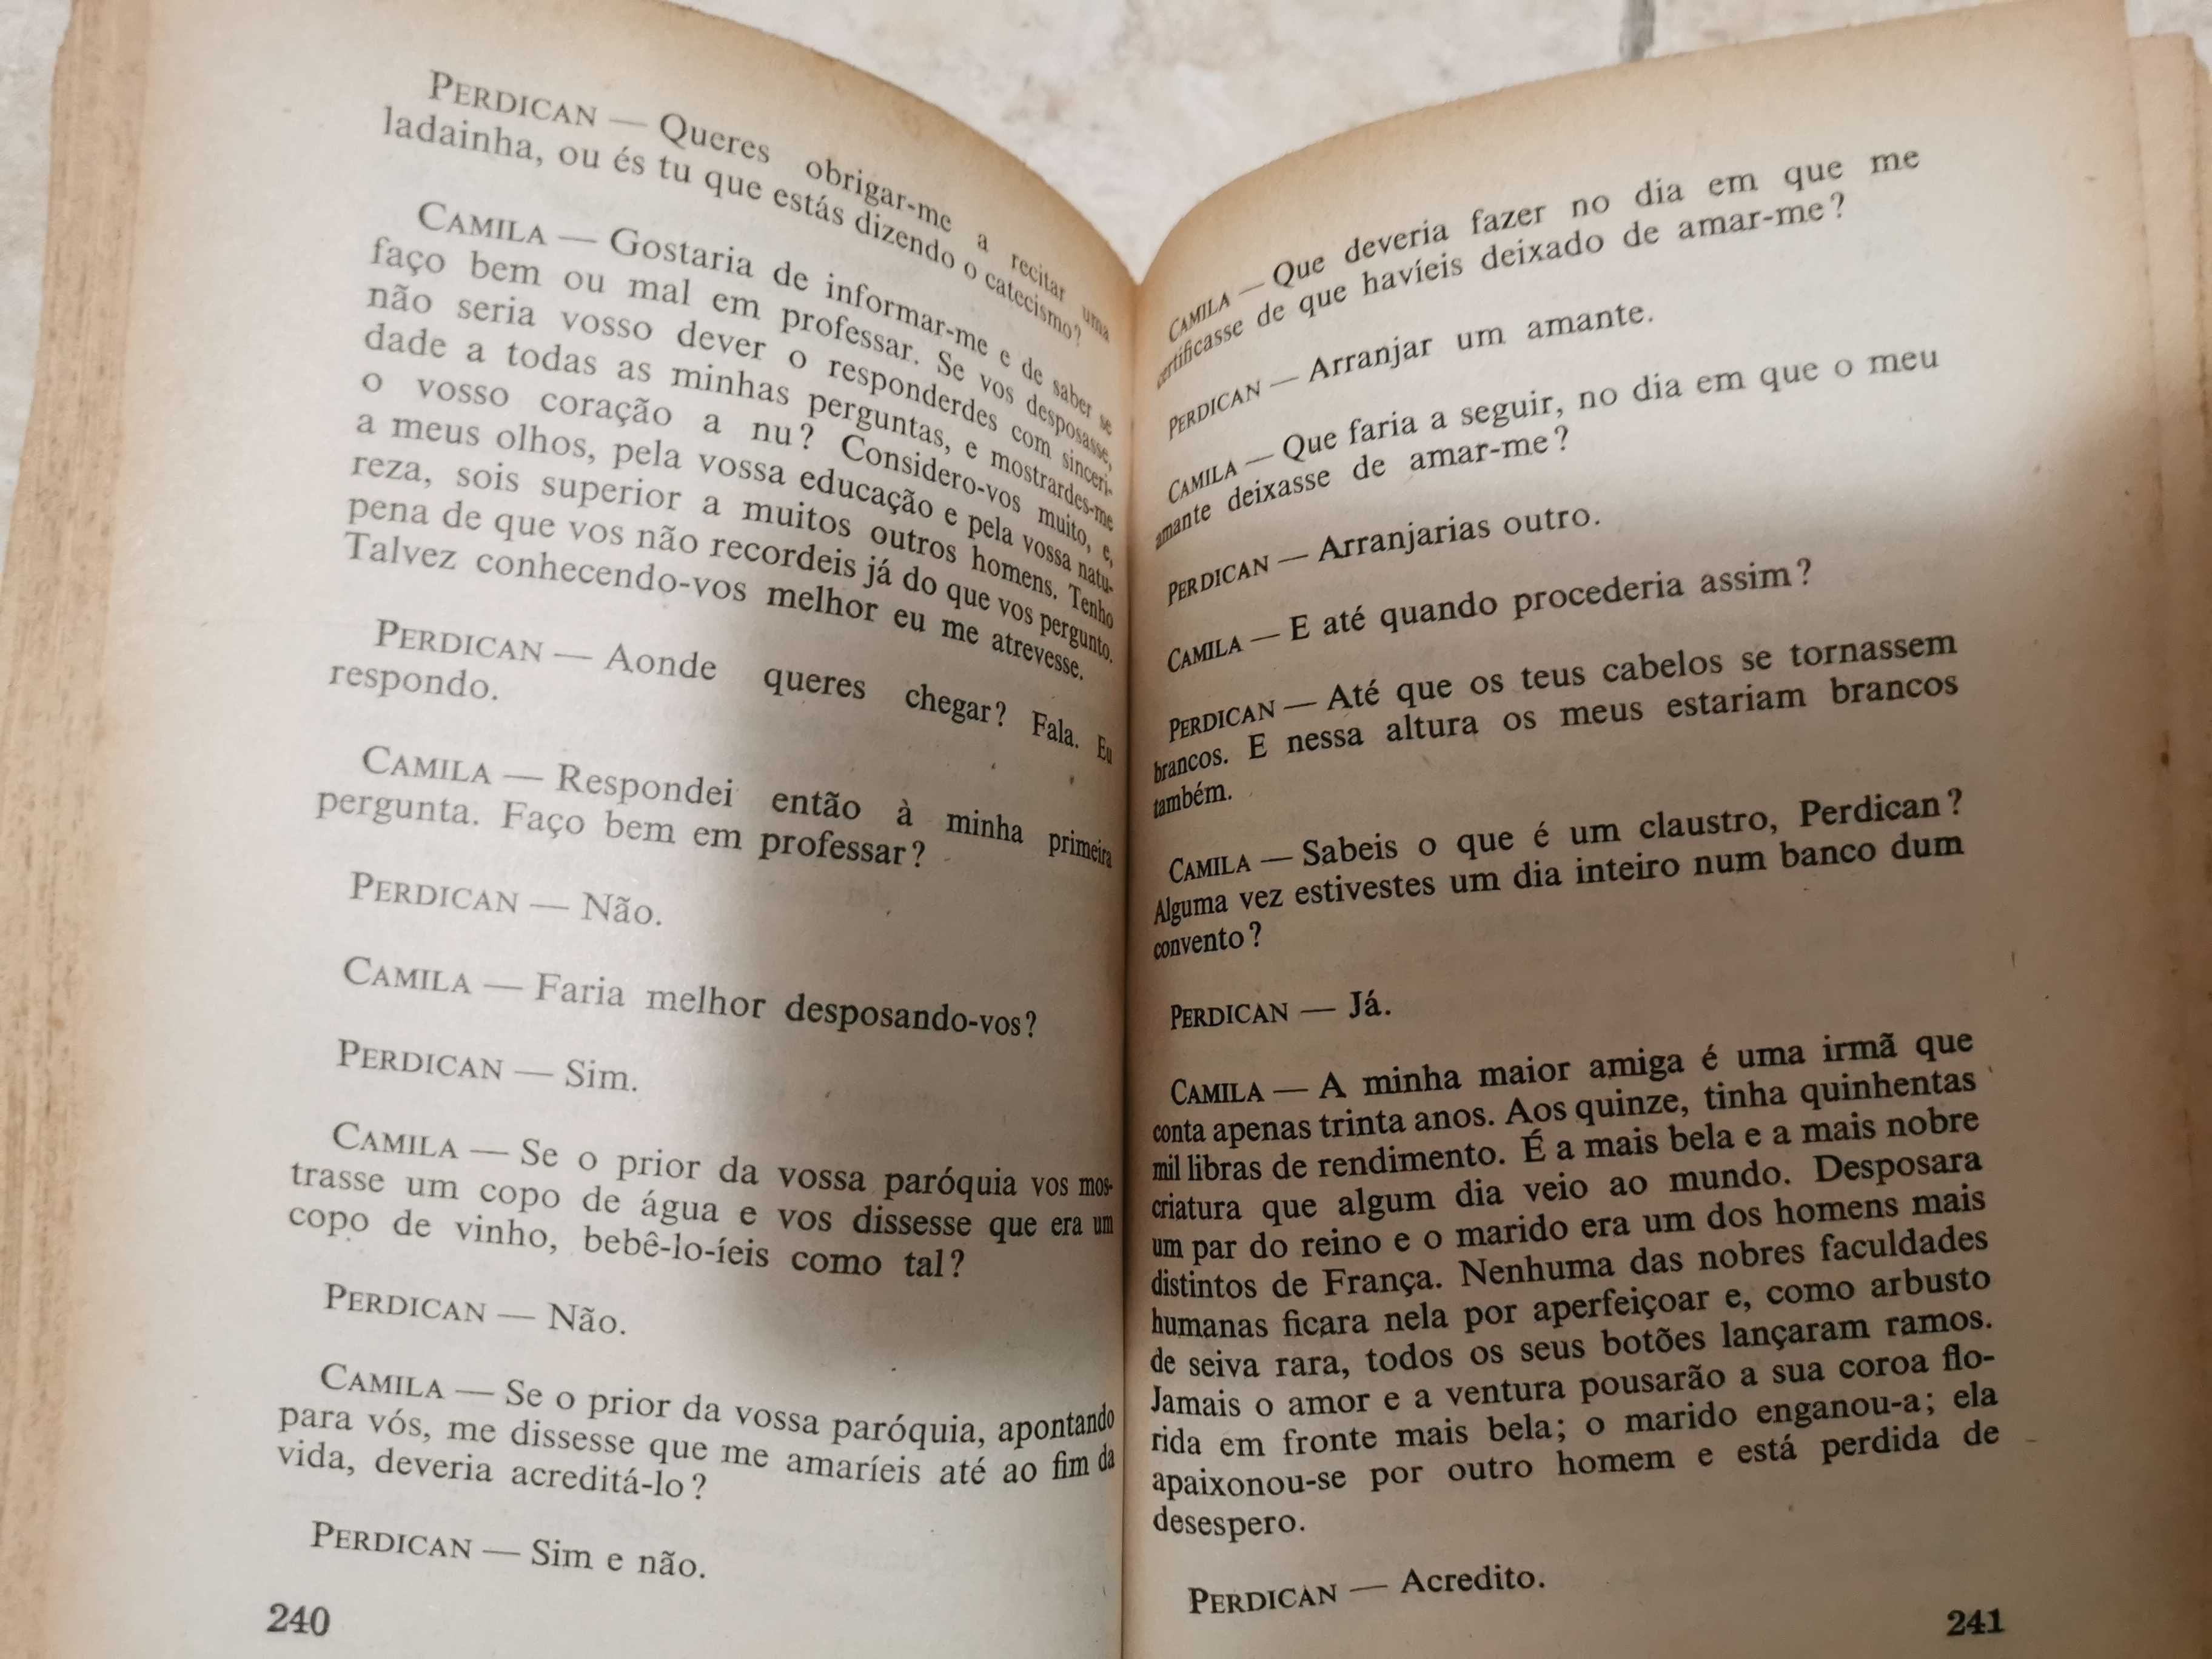 PERDICAN — Queres obrigar-me a recitar uma
ladainha, ou és tu que estás dizendo o catecismo?
CAMILA — Gostaria de informar-me e de saber se
faço bem ou mal em professar. Se vos desposasse,
não seria vosso dever o responderdes com sinceri-
dade a todas as minhas perguntas, e mostrardes-me
o vosso coração a nu? Considero-vos muito, e,
a meus olhos, pela vossa educação e pela vossa natu-
reza, sois superior a muitos outros homens. Tenho
pena de que vos não recordeis já do que vos pergunto.
Talvez conhecendo-vos melhor eu me atrevesse.
PERDICAN — Aonde queres chegar? Fala. Eu
respondo.
CAMILA — Respondei então à minha primeira
pergunta. Faço bem em professar?
PERDICAN — Não.
CAMILA — Faria melhor desposando-vos?
PERDICAN — Sim.
CAMILA — Se o prior da vossa paróquia vos mos-
trasse um copo de água e vos dissesse que era um
copo de vinho, bebê-lo-íeis como tal?
PERDICAN — Não.
CAMILA — Se o prior da vossa paróquia, apontando
para vós, me dissesse que me amaríeis até ao fim da
vida, deveria acreditá-lo?
PERDICAN — Sim e não.
240
CAMILA — Que deveria fazer no dia em que me
certificasse de que havíeis deixado de amar-me?
PERDICAN — Arranjar um amante.
CAMILA — Que faria a seguir, no dia em que o meu
amante deixasse de amar-me?
PERDICAN — Arranjarias outro.
CAMILA — E até quando procederia assim?
PERDICAN — Até que os teus cabelos se tornassem
brancos. E nessa altura os meus estariam brancos
também.
CAMILA — Sabeis o que é um claustro, Perdican?
Alguma vez estivestes um dia inteiro num banco dum
convento?
PERDICAN — Já.
CAMILA — A minha maior amiga é uma irmã que
conta apenas trinta anos. Aos quinze, tinha quinhentas
mil libras de rendimento. É a mais bela e a mais nobre
criatura que algum dia veio ao mundo. Desposara
um par do reino e o marido era um dos homens mais
distintos de França. Nenhuma das nobres faculdades
humanas ficara nela por aperfeiçoar e, como arbusto
de seiva rara, todos os seus botões lançaram ramos.
Jamais o amor e a ventura pousarão a sua coroa flo-
rida em fronte mais bela; o marido enganou-a; ela
apaixonou-se por outro homem e está perdida de
desespero.
PERDICAN — Acredito.
241